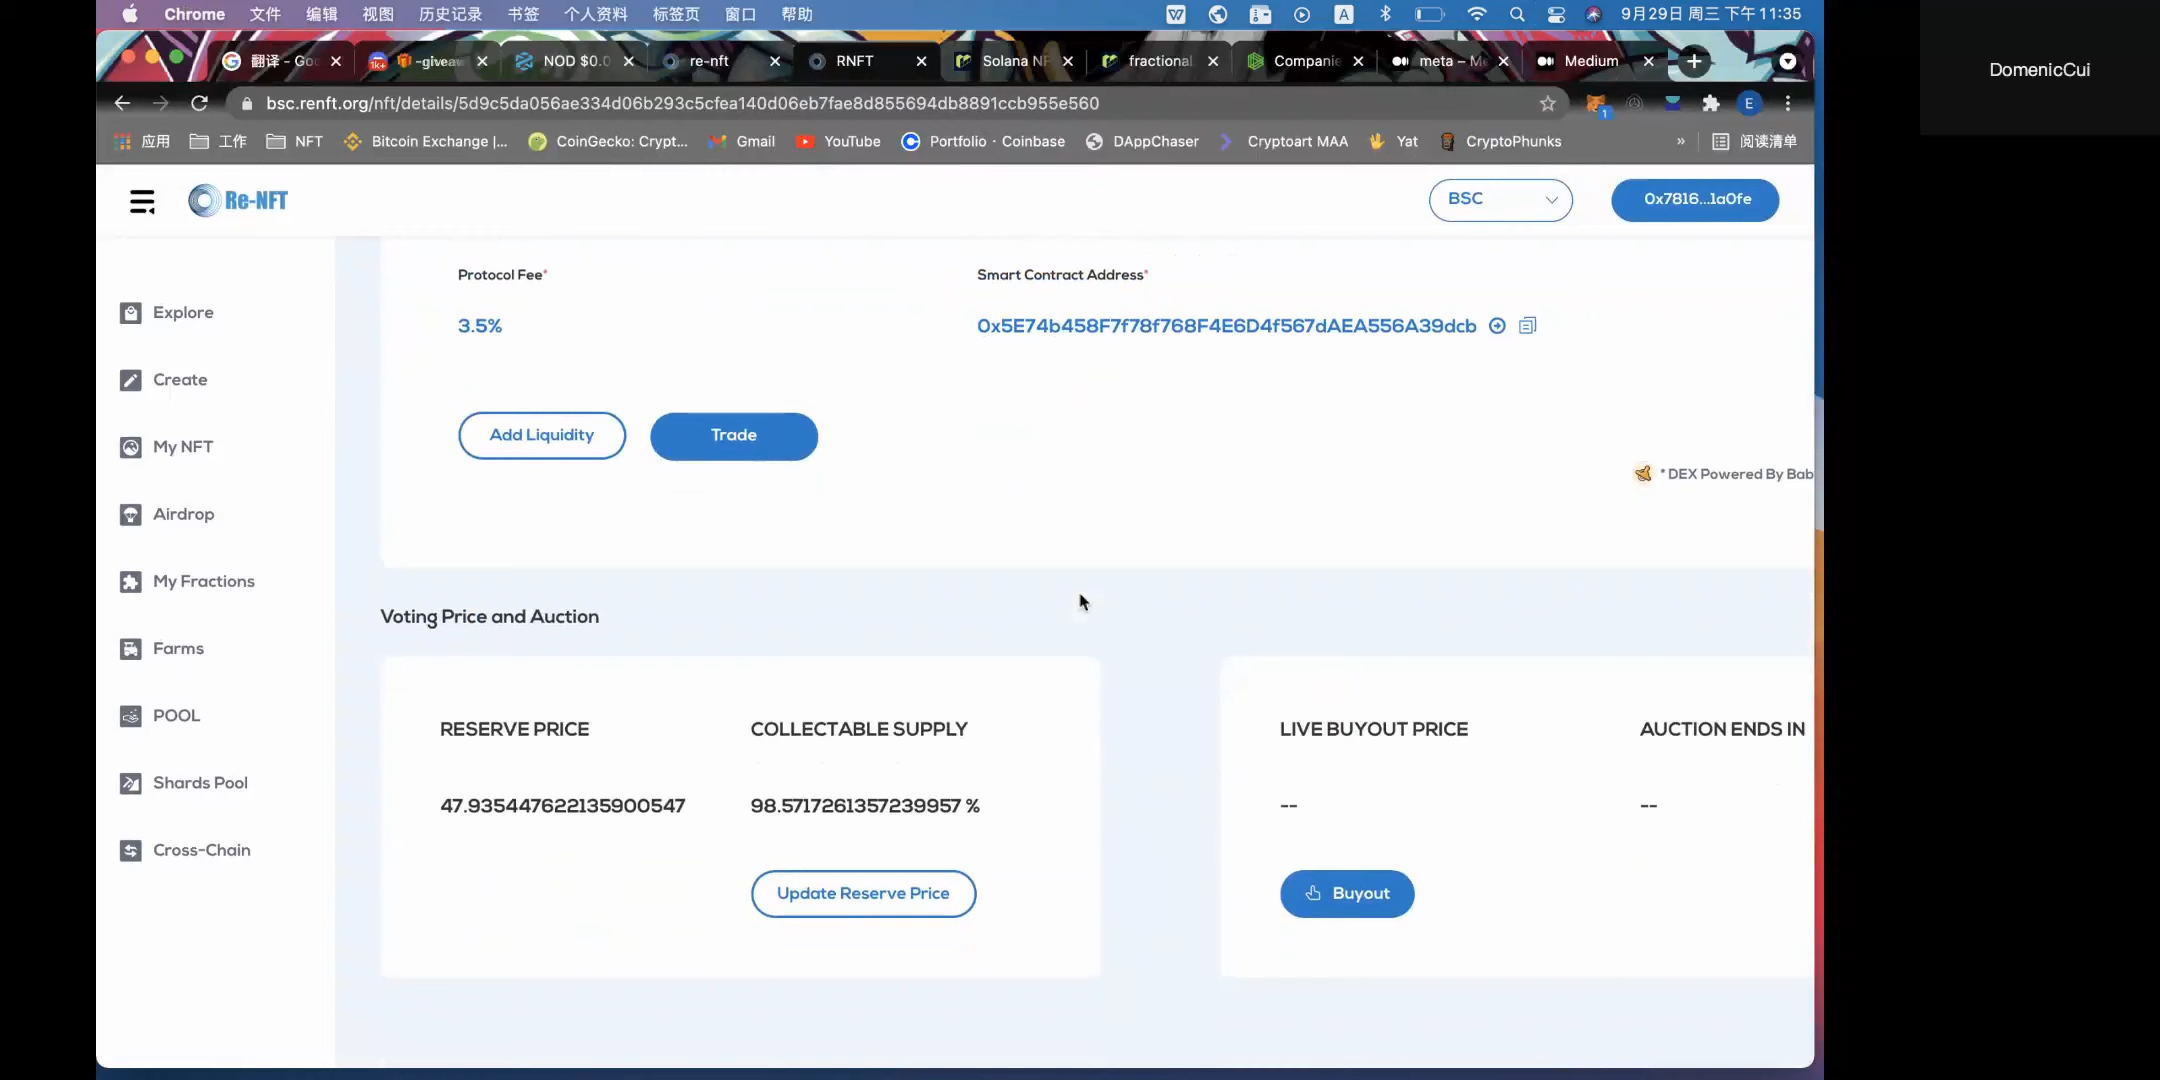 Chrome 文件 编辑 视图 历史记录 书签 个人资料 标签页 窗口 帮助 9月29日 周三 下午11:35
DomenicCui
翻译 - Go -giveaw NOD $0.0 re-nft RNFT Solana NF fractional Companie meta – Me Medium
bsc.renft.org/nft/details/5d9c5da056ae334d06b293c5cfea140d06eb7fae8d855694db8891ccb955e560
应用 工作 NFT Bitcoin Exchange |... CoinGecko: Crypt... Gmail YouTube Portfolio · Coinbase DAppChaser Cryptoart MAA Yat CryptoPhunks » 阅读清单
Re-NFT BSC 0x7816...1a0fe
Protocol Fee* Smart Contract Address*
3.5% 0x5E74b458F7f78f768F4E6D4f567dAEA556A39dcb
Explore
Create
My NFT
Airdrop
My Fractions
Farms
POOL
Shards Pool
Cross-Chain
Add Liquidity Trade
* DEX Powered By Bab
Voting Price and Auction
RESERVE PRICE COLLECTABLE SUPPLY LIVE BUYOUT PRICE AUCTION ENDS IN
47.935447622135900547 98.5717261357239957 % -- --
Update Reserve Price Buyout